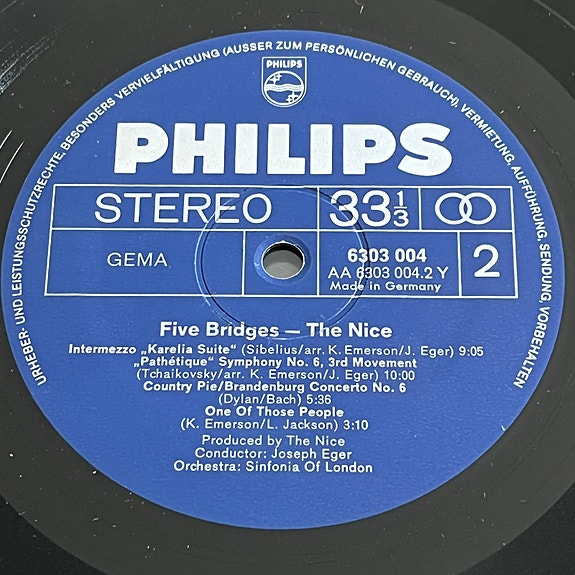 URHEBER- UND LEISTUNGSSCHUTZRECHTE, BESONDERS VERVIELFÄLTIGUNG (AUSSER ZUM PERSÖNLICHEN GEBRAUCH), VERMIETUNG, AUFFÜHRUNG, SENDUNG, VORBEHALTEN
PHILIPS
PHILIPS
STEREO 33 1/3
GEMA
6303 004
AA 6303 004.2 Y
Made in Germany
2
Five Bridges — The Nice
Intermezzo „Karelia Suite“ (Sibelius/arr. K. Emerson/J. Eger) 9:05
„Pathétique“ Symphony No. 6, 3rd Movement
(Tchaikovsky/arr. K. Emerson/J. Eger) 10:00
Country Pie/Brandenburg Concerto No. 6
(Dylan/Bach) 5:36
One Of Those People
(K. Emerson/L. Jackson) 3:10
Produced by The Nice
Conductor: Joseph Eger
Orchestra: Sinfonia Of London